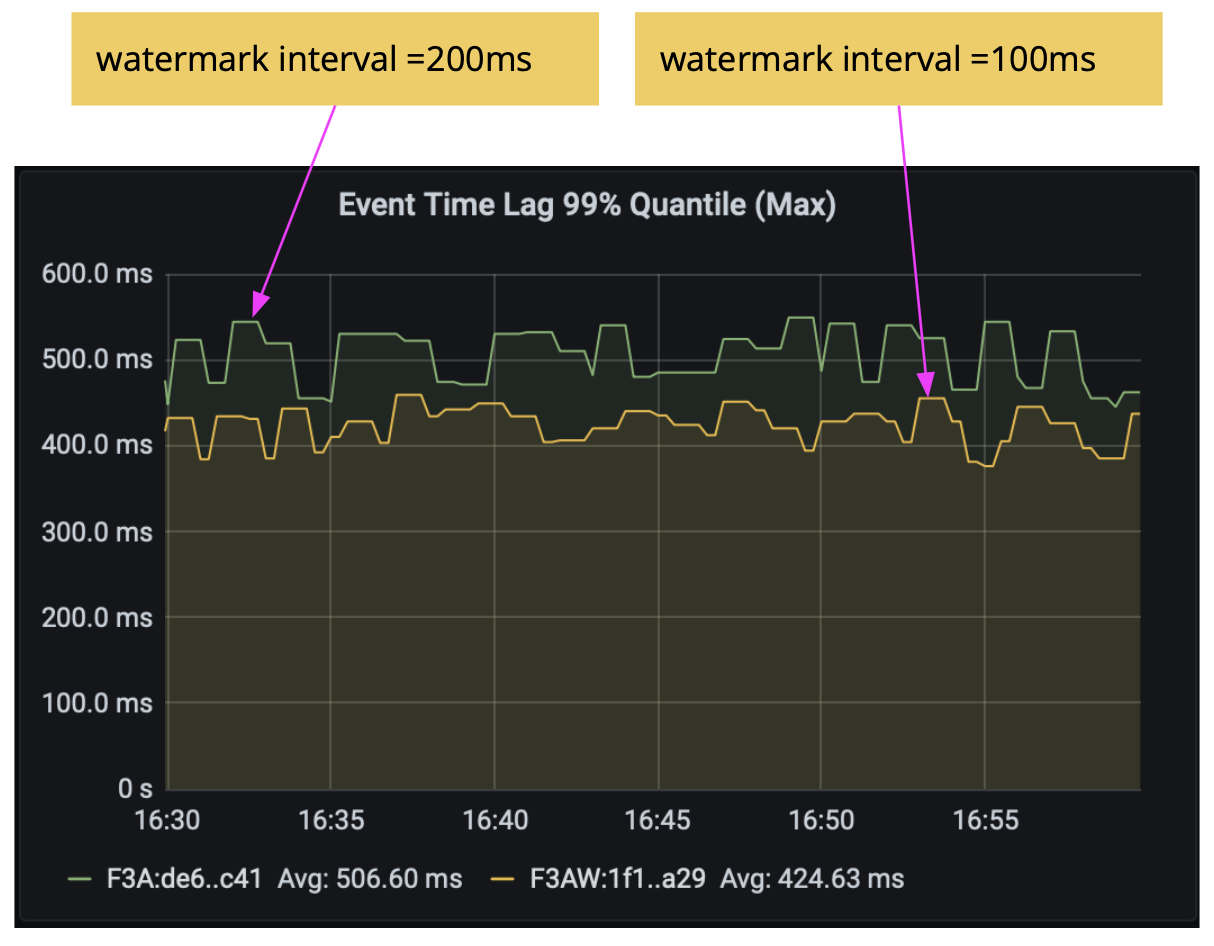 watermark interval =200ms
watermark interval =100ms
Event Time Lag 99% Quantile (Max)
600.0 ms
500.0 ms
400.0 ms
300.0 ms
200.0 ms
100.0 ms
0 s
16:30 16:35 16:40 16:45 16:50 16:55
F3A:de6..c41 Avg: 506.60 ms F3AW:1f1..a29 Avg: 424.63 ms